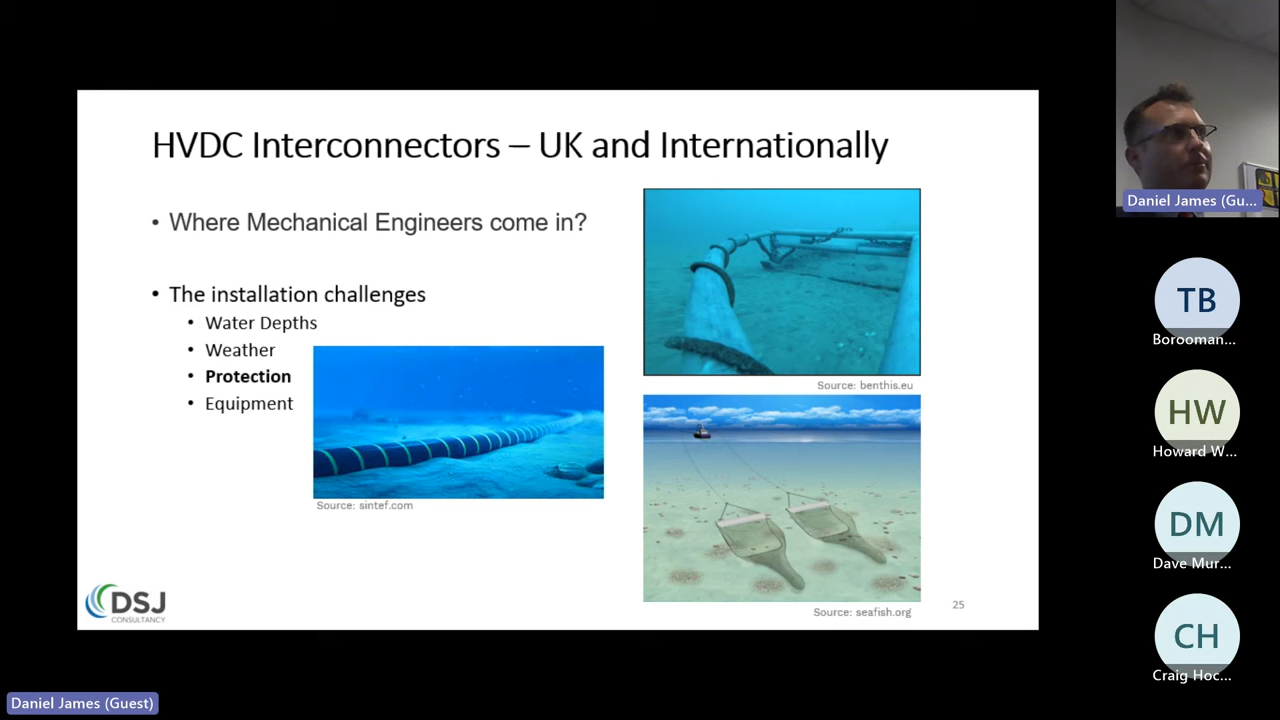 HVDC Interconnectors – UK and Internationally
• Where Mechanical Engineers come in?
• The installation challenges
• Water Depths
• Weather
• Protection
• Equipment
Source: sintef.com
Source: benthis.eu
Source: seafish.org
25
DSJ
CONSULTANCY
Daniel James (Gu...
TB
Borooman...
HW
Howard W...
DM
Dave Mur...
CH
Craig Hoc...
Daniel James (Guest)